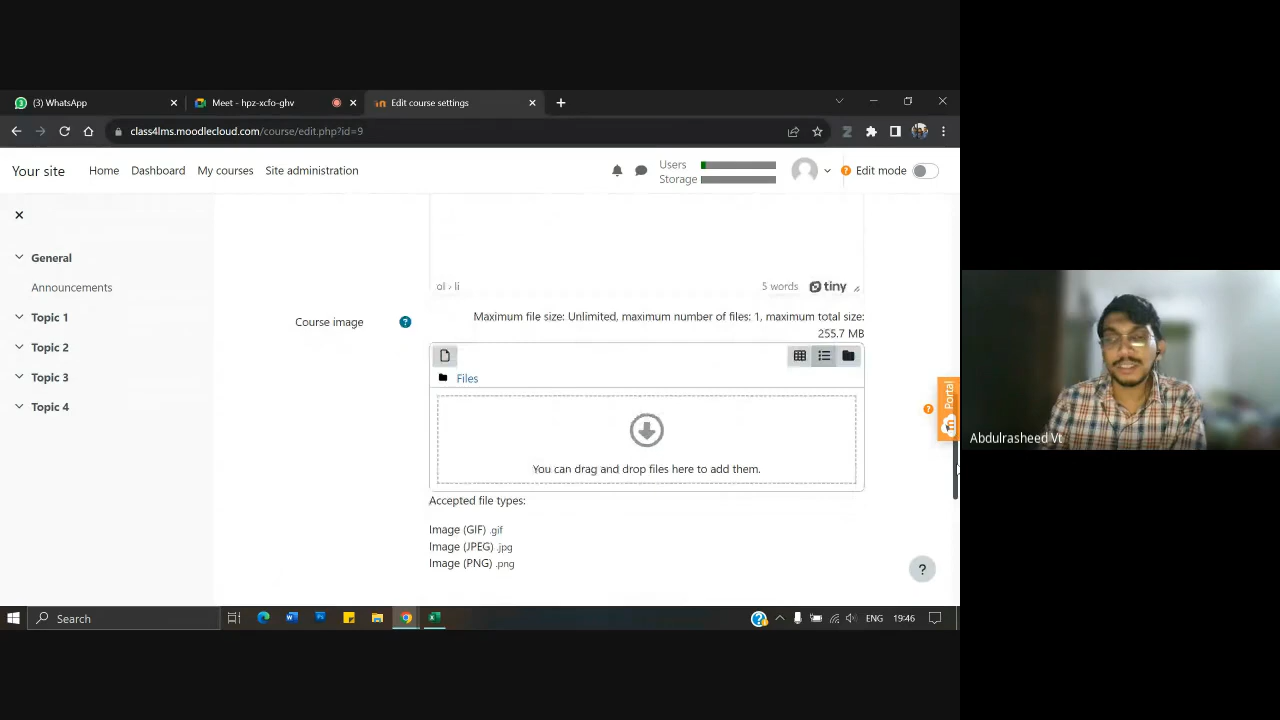 (3) WhatsApp
Meet - hpz-xcfo-ghv
Edit course settings
class4lms.moodlecloud.com/course/edit.php?id=9
Your site
Home
Dashboard
My courses
Site administration
Users
Storage
Edit mode
General
Announcements
Topic 1
Topic 2
Topic 3
Topic 4
ol › li
5 words
tiny
Course image
Maximum file size: Unlimited, maximum number of files: 1, maximum total size:
255.7 MB
Files
You can drag and drop files here to add them.
Accepted file types:
Image (GIF) .gif
Image (JPEG) .jpg
Image (PNG) .png
Portal
Abdulrasheed Vt
Search
ENG
19:46